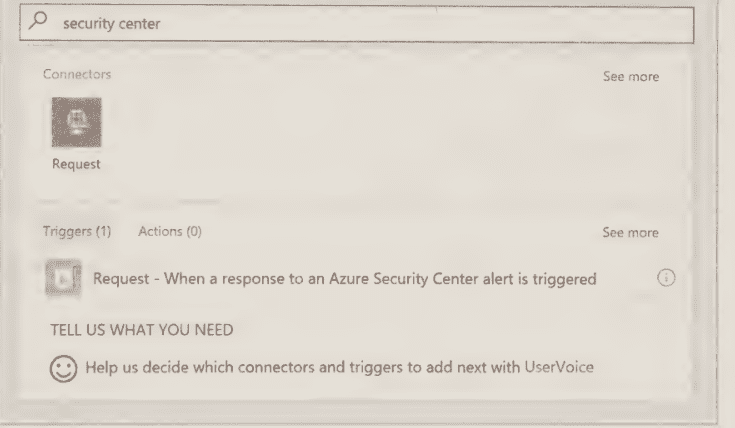 security center
Connectors See more
Request
Triggers (1) Actions (0) See more
Request - When a response to an Azure Security Center alert is triggered
TELL US WHAT YOU NEED
Help us decide which connectors and triggers to add next with UserVoice